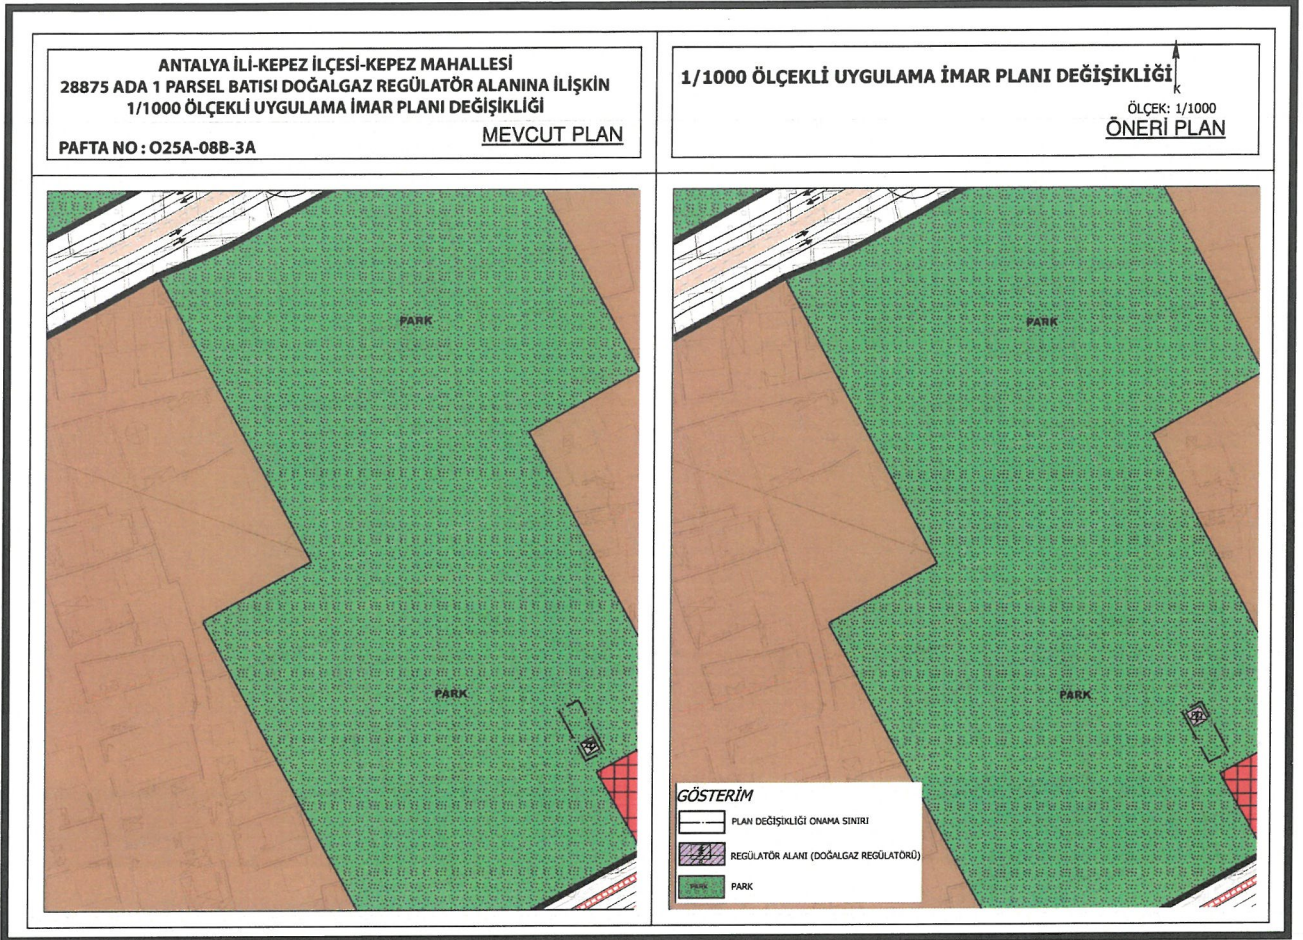 ANTALYA İLİ-KEPEZ İLÇESİ-KEPEZ MAHALLESİ
28875 ADA 1 PARSEL BATISI DOĞALGAZ REGÜLATÖR ALANINA İLİŞKİN
1/1000 ÖLÇEKLİ UYGULAMA İMAR PLANI DEĞİŞİKLİĞİ
MEVCUT PLAN
PAFTA NO : O25A-08B-3A
1/1000 ÖLÇEKLİ UYGULAMA İMAR PLANI DEĞİŞİKLİĞİ
K
ÖLÇEK: 1/1000
ÖNERİ PLAN
PARK
PARK
PARK
PARK
GÖSTERİM
PLAN DEĞİŞİKLİĞİ ONAMA SINIRI
REGÜLATÖR ALANI (DOĞALGAZ REGÜLATÖRÜ)
PARK PARK